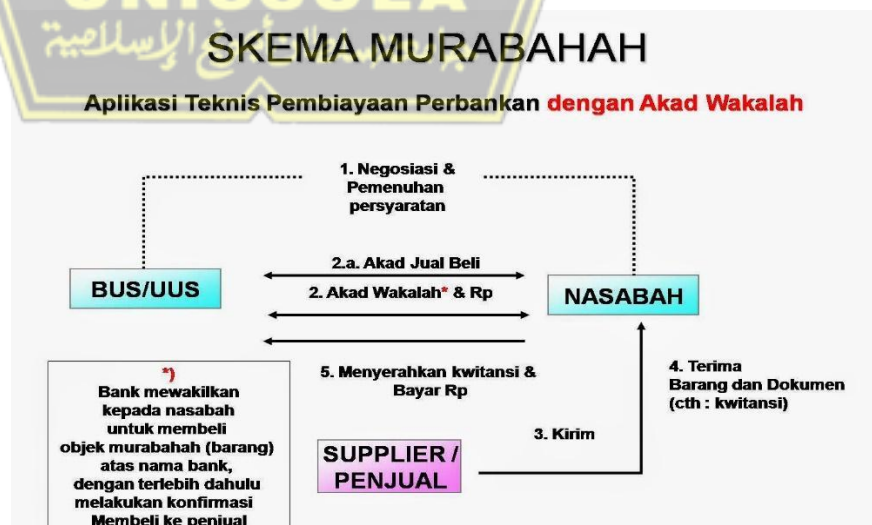 UNISSULA
SKEMA MURABAHAH
Aplikasi Teknis Pembiayaan Perbankan dengan Akad Wakalah
1. Negosiasi &
Pemenuhan
persyaratan
2.a. Akad Jual Beli
BUS/UUS
2. Akad Wakalah* & Rp
NASABAH
*)
Bank mewakilkan
kepada nasabah
untuk membeli
objek murabahah (barang)
atas nama bank,
dengan terlebih dahulu
melakukan konfirmasi
Membeli ke penjual
5. Menyerahkan kwitansi &
Bayar Rp
4. Terima
Barang dan Dokumen
(cth : kwitansi)
3. Kirim
SUPPLIER /
PENJUAL